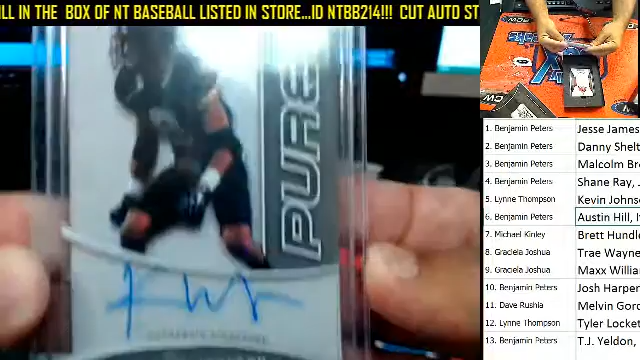 ILL IN THE  BOX OF NT BASEBALL LISTED IN STORE...ID NTBB214!!!  CUT AUTO ST
PURE
1. Benjamin Peters Jesse James
2. Benjamin Peters Danny Shelt
3. Benjamin Peters Malcolm Br
4. Benjamin Peters Shane Ray,
5. Lynne Thompson Kevin Johns
6. Benjamin Peters Austin Hill,
7. Michael Kinley Brett Hundl
8. Graciela Joshua Trae Wayne
9. Graciela Joshua Maxx Willia
10. Benjamin Peters Josh Harper
11. Dave Rushia Melvin Gord
12. Lynne Thompson Tyler Locket
13. Benjamin Peters T.J. Yeldon,